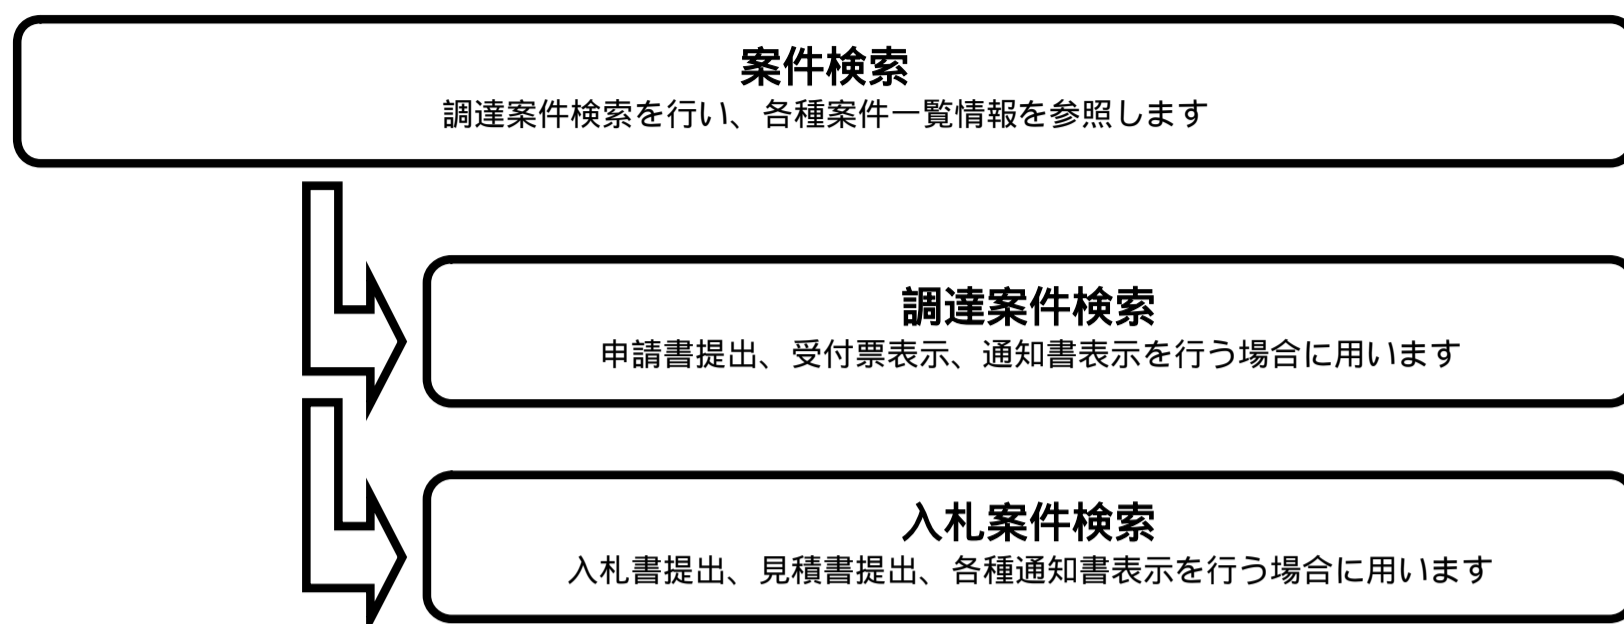 案件検索
調達案件検索を行い、各種案件一覧情報を参照します
調達案件検索
申請書提出、受付票表示、通知書表示を行う場合に用います
入札案件検索
入札書提出、見積書提出、各種通知書表示を行う場合に用います